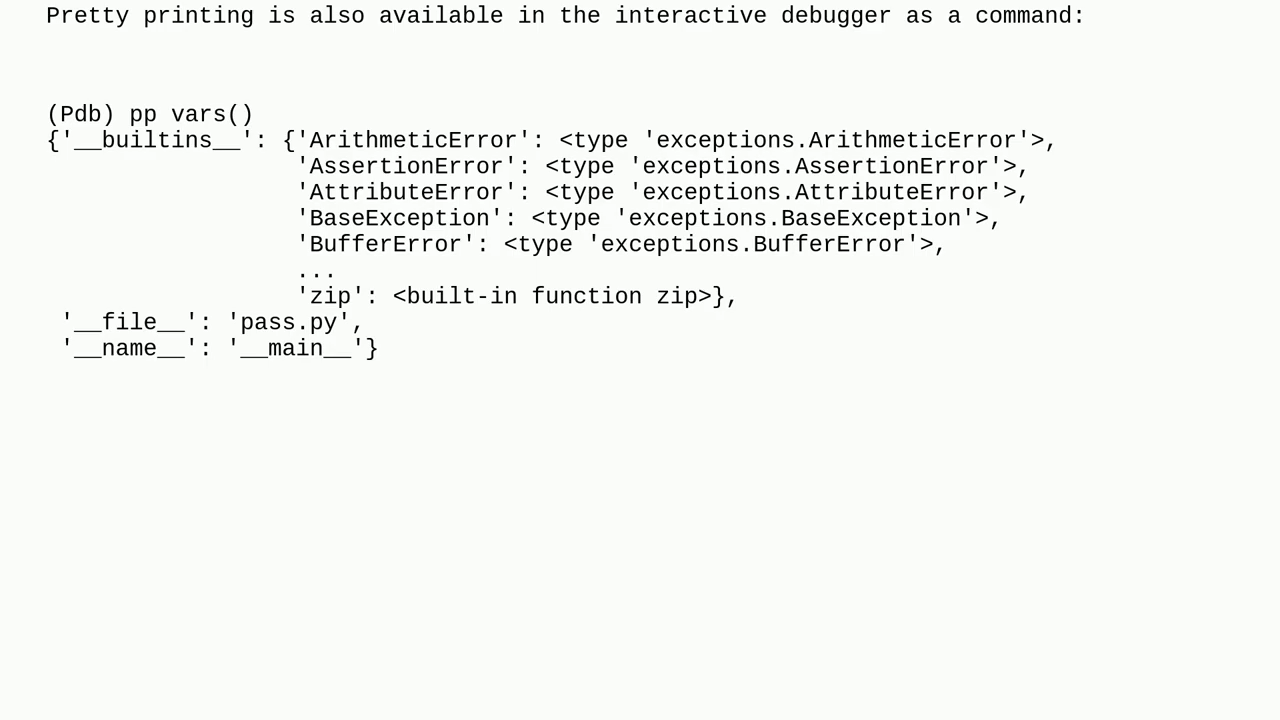 Pretty printing is also available in the interactive debugger as a command:
(Pdb) pp vars()
{'__builtins__': {'ArithmeticError': <type 'exceptions.ArithmeticError'>,
                  'AssertionError': <type 'exceptions.AssertionError'>,
                  'AttributeError': <type 'exceptions.AttributeError'>,
                  'BaseException': <type 'exceptions.BaseException'>,
                  'BufferError': <type 'exceptions.BufferError'>,
                  ...
                  'zip': <built-in function zip>},
 '__file__': 'pass.py',
 '__name__': '__main__'}